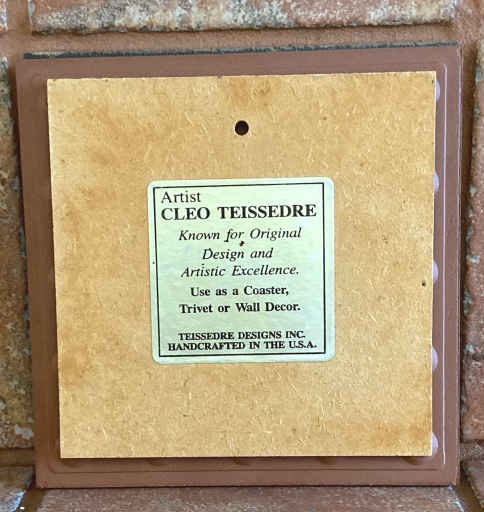 Artist
CLEO TEISSEDRE
Known for Original
Design and
Artistic Excellence.
Use as a Coaster,
Trivet or Wall Decor.
TEISSEDRE DESIGNS INC.
HANDCRAFTED IN THE U.S.A.